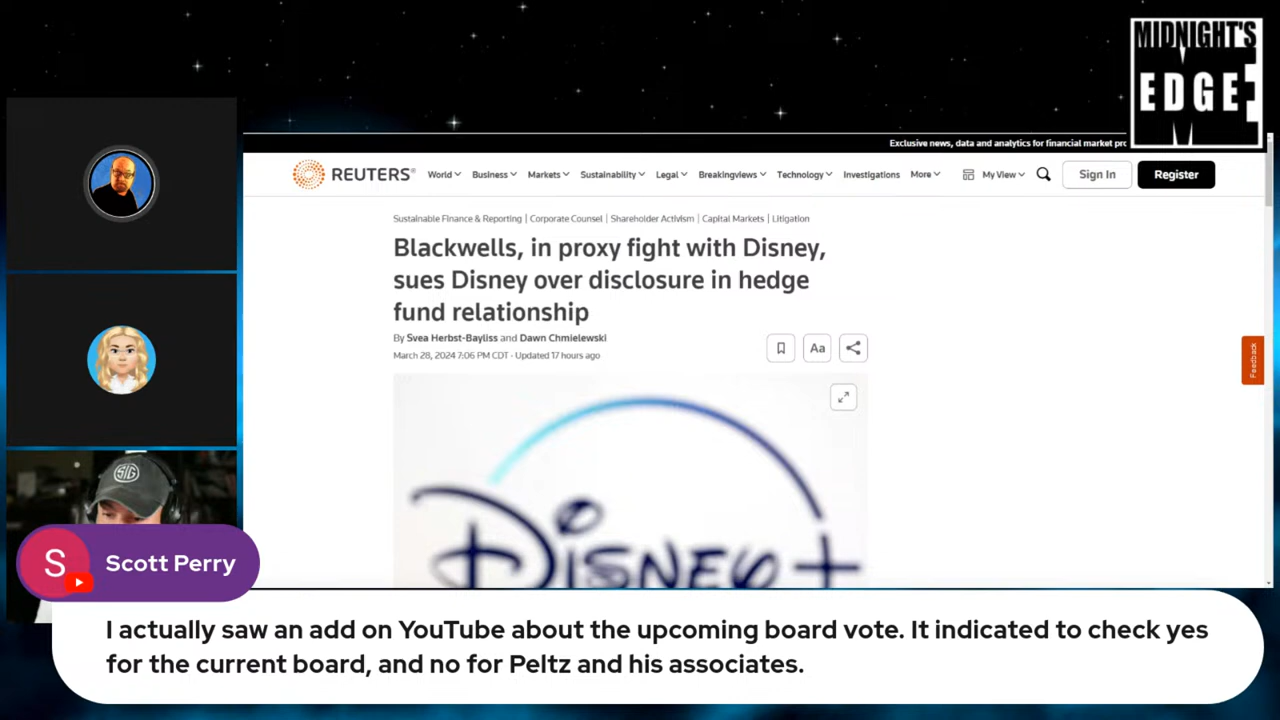 MIDNIGHT'S
EDGE
Exclusive news, data and analytics for financial market pro
REUTERS®
World
Business
Markets
Sustainability
Legal
Breakingviews
Technology
Investigations
More
My View
Sign In
Register
Sustainable Finance & Reporting | Corporate Counsel | Shareholder Activism | Capital Markets | Litigation
Blackwells, in proxy fight with Disney,
sues Disney over disclosure in hedge
fund relationship
By Svea Herbst-Bayliss and Dawn Chmielewski
March 28, 2024 7:06 PM CDT · Updated 17 hours ago
Aa
Feedback
Disney+
SIG
S
Scott Perry
I actually saw an add on YouTube about the upcoming board vote. It indicated to check yes
for the current board, and no for Peltz and his associates.